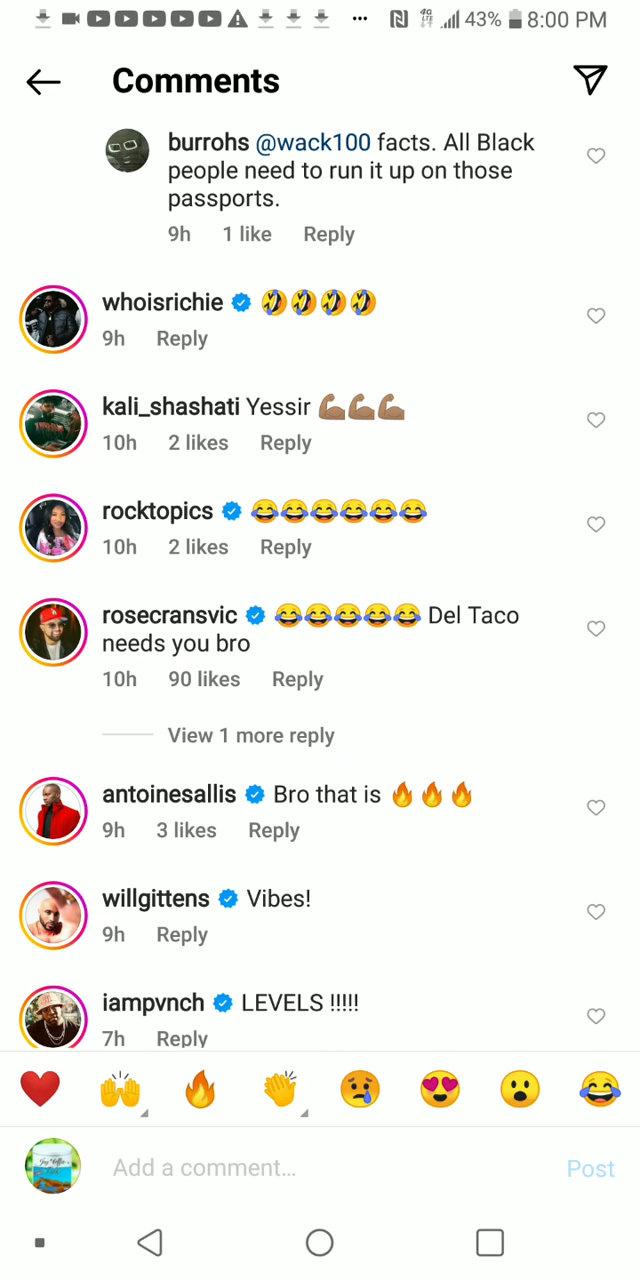 4G LTE 43% 8:00 PM
Comments
burrohs @wack100 facts. All Black
people need to run it up on those
passports.
9h 1 like Reply
whoisrichie 🤣🤣🤣🤣
9h Reply
kali_shashati Yessir 💪🏽💪🏽💪🏽
10h 2 likes Reply
rocktopics 😂😂😂😂😂😂
10h 2 likes Reply
rosecransvic 😂😂😂😂😂 Del Taco
needs you bro
10h 90 likes Reply
View 1 more reply
antoinesallis Bro that is 🔥🔥🔥
9h 3 likes Reply
willgittens Vibes!
9h Reply
iampvnch LEVELS !!!!!
7h Reply
❤️ 🙌 🔥 👏 😢 😍 😮 😂
Add a comment... Post